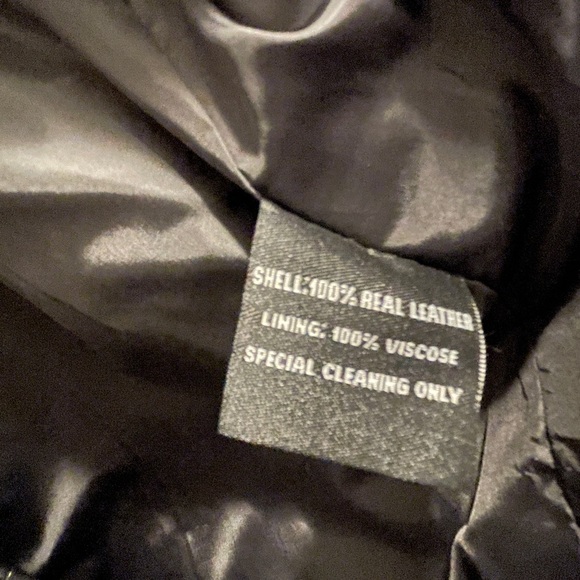 SHELL:100% REAL LEATHER
LINING: 100% VISCOSE
SPECIAL CLEANING ONLY